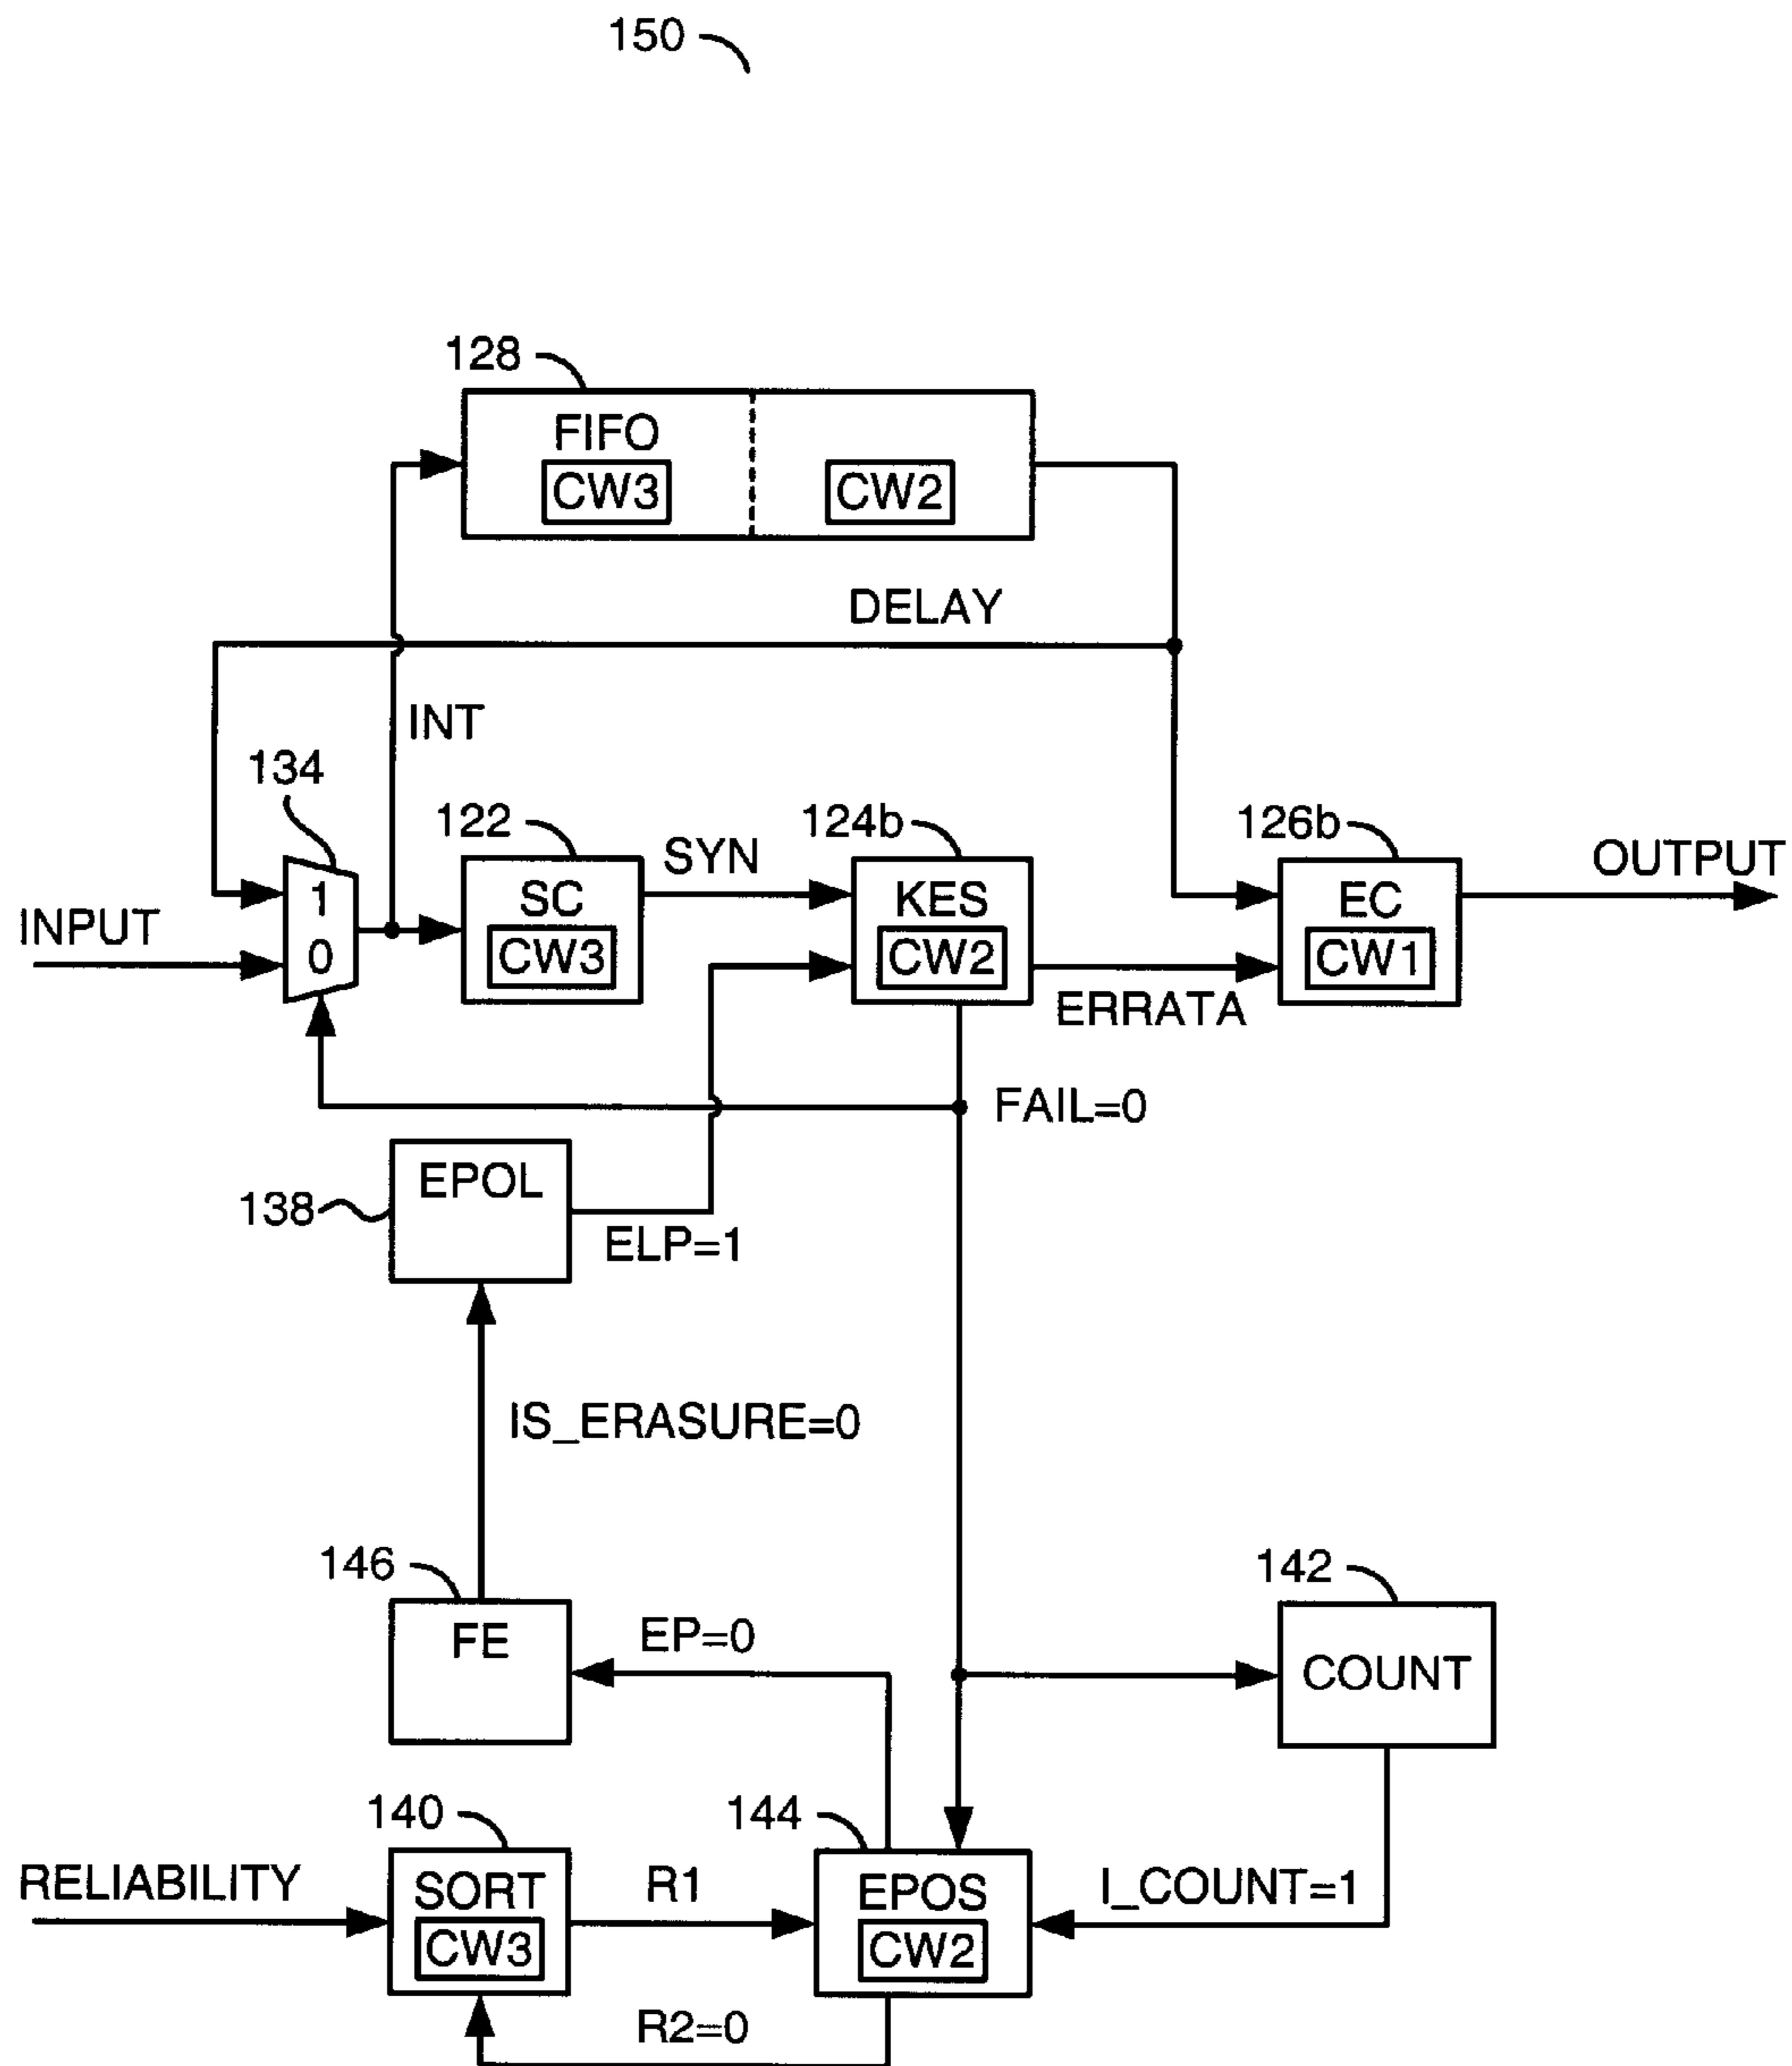 150
128
FIFO
CW3
CW2
DELAY
INT
134
122
SYN
124b
126b
OUTPUT
1
SC
KES
EC
INPUT
0
CW3
CW2
CW1
ERRATA
FAIL=0
EPOL
138
ELP=1
IS_ERASURE=0
146
142
FE
EP=0
COUNT
140
144
RELIABILITY
SORT
R1
EPOS
I_COUNT=1
CW3
CW2
R2=0